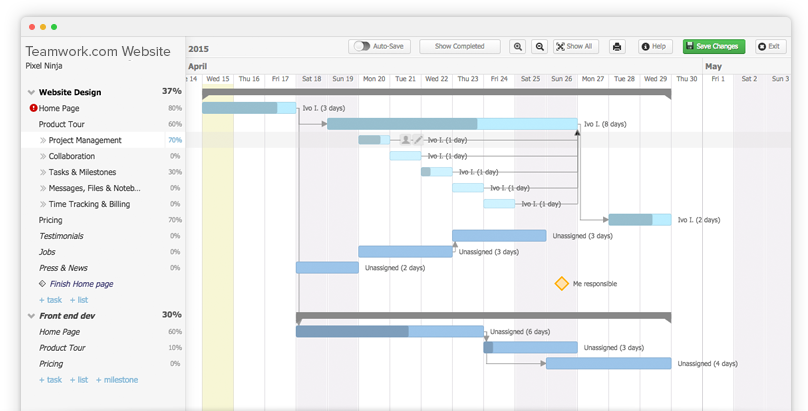 Teamwork.com Website
Pixel Ninja
2015
Auto-Save
Show Completed
Show All
Help
Save Changes
Exit
April
May
14
Wed 15
Thu 16
Fri 17
Sat 18
Sun 19
Mon 20
Tue 21
Wed 22
Thu 23
Fri 24
Sat 25
Sun 26
Mon 27
Tue 28
Wed 29
Thu 30
Fri 1
Sat 2
Sun 3
Website Design 37%
Home Page 80%
Ivo I. (3 days)
Product Tour 60%
Ivo I. (8 days)
Project Management 70%
Ivo I. (1 day)
Collaboration 0%
Ivo I. (1 day)
Tasks & Milestones 30%
Ivo I. (1 day)
Messages, Files & Noteb... 0%
Ivo I. (1 day)
Time Tracking & Billing 0%
Ivo I. (1 day)
Pricing 70%
Ivo I. (2 days)
Testimonials 0%
Unassigned (3 days)
Jobs 0%
Unassigned (3 days)
Press & News 0%
Unassigned (2 days)
Finish Home page
Me responsible
+ task + list
Front end dev 30%
Home Page 60%
Unassigned (6 days)
Product Tour 10%
Unassigned (3 days)
Pricing 0%
Unassigned (4 days)
+ task + list + milestone